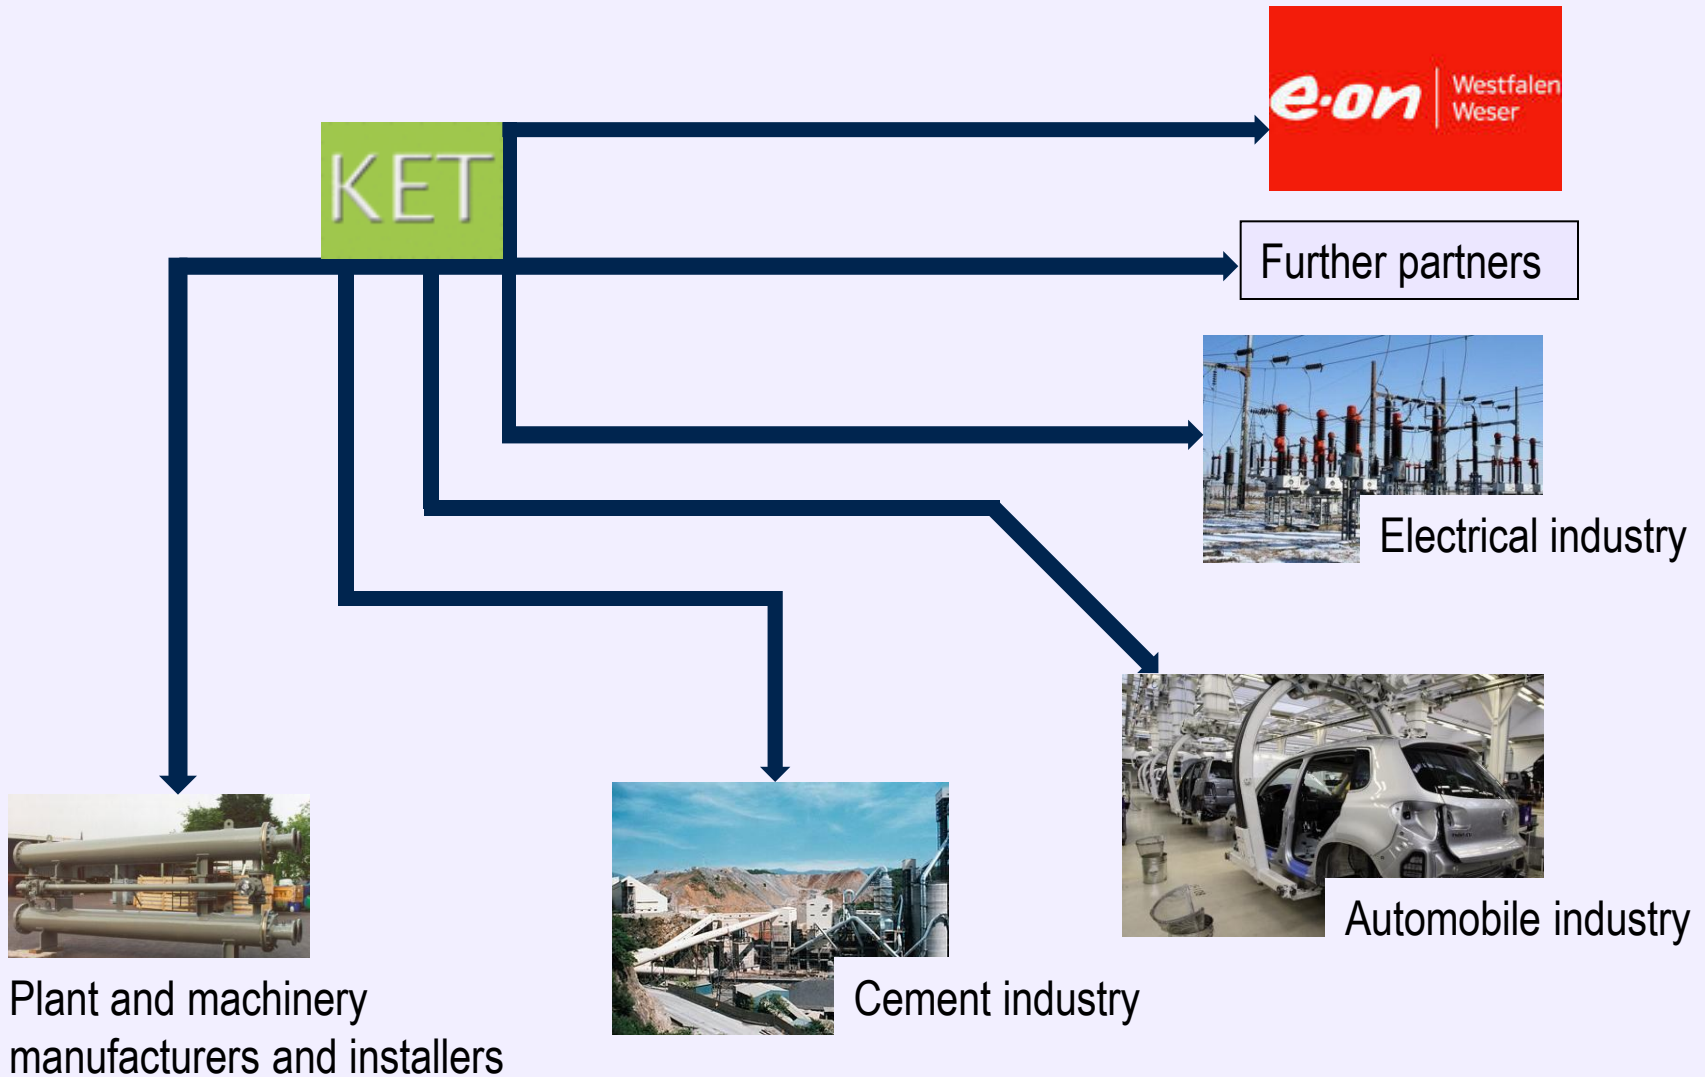 e·on
Westfalen
Weser
KET
Further partners
Electrical industry
Automobile industry
Cement industry
Plant and machinery
manufacturers and installers